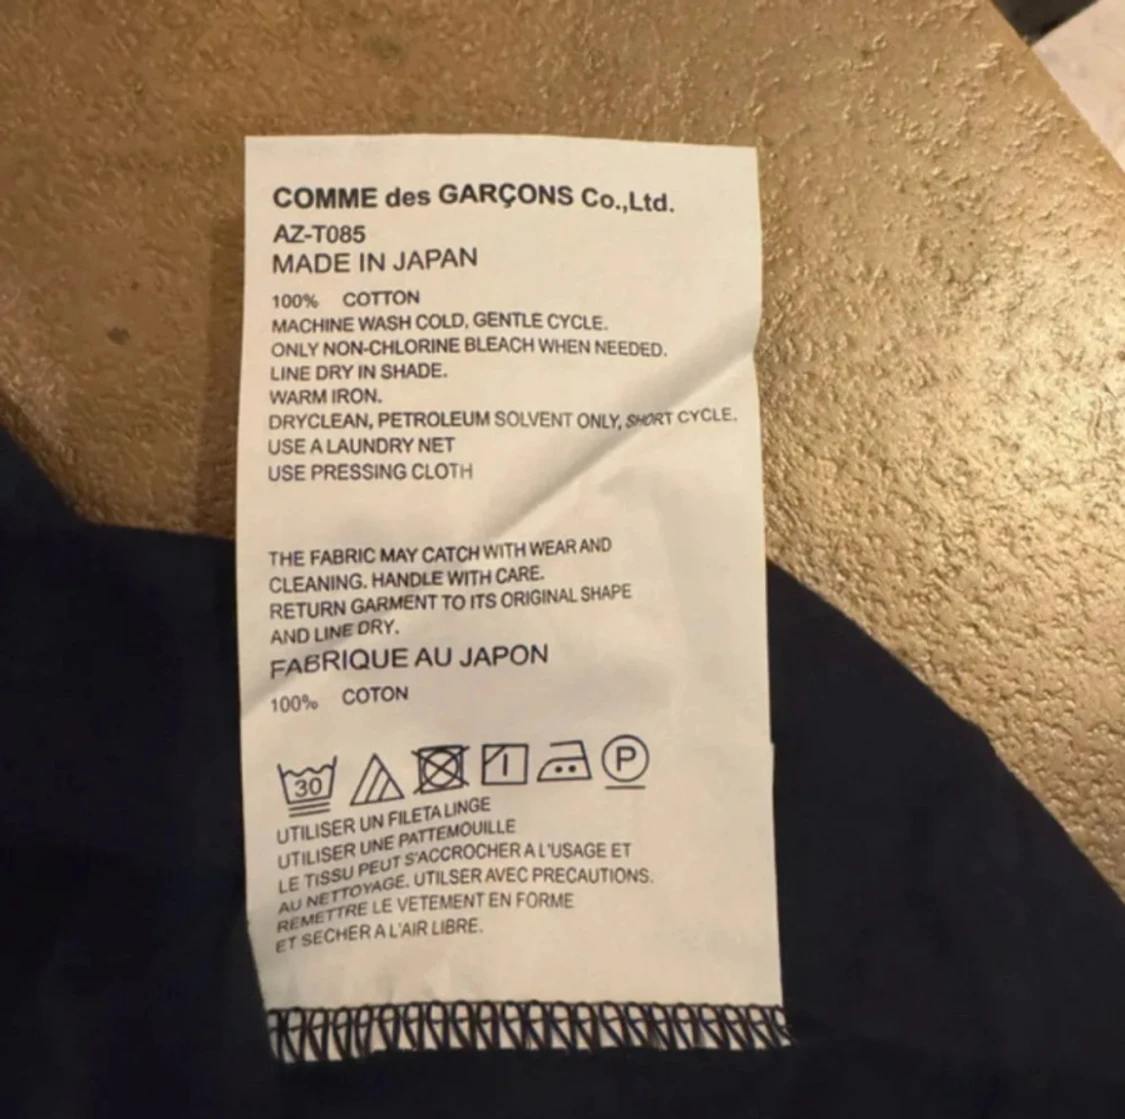 COMME des GARÇONS Co.,Ltd.
AZ-T085
MADE IN JAPAN
100% COTTON
MACHINE WASH COLD, GENTLE CYCLE.
ONLY NON-CHLORINE BLEACH WHEN NEEDED.
LINE DRY IN SHADE.
WARM IRON.
DRYCLEAN, PETROLEUM SOLVENT ONLY, SHORT CYCLE.
USE A LAUNDRY NET
USE PRESSING CLOTH
THE FABRIC MAY CATCH WITH WEAR AND
CLEANING. HANDLE WITH CARE.
RETURN GARMENT TO ITS ORIGINAL SHAPE
AND LINE DRY.
FABRIQUE AU JAPON
100% COTON
30 P
UTILISER UN FILET A LINGE
UTILISER UNE PATTEMOUILLE
LE TISSU PEUT S'ACCROCHER A L'USAGE ET
AU NETTOYAGE. UTILSER AVEC PRECAUTIONS.
REMETTRE LE VETEMENT EN FORME
ET SECHER A L'AIR LIBRE.